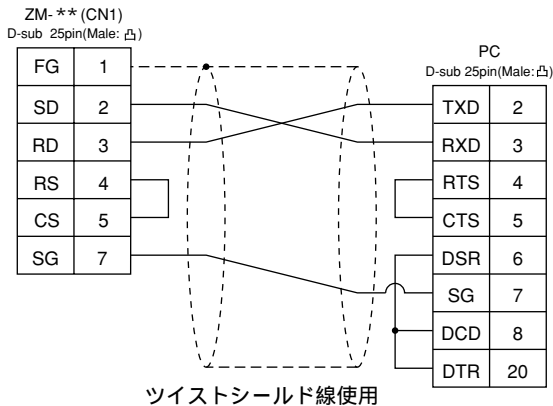 ZM-** (CN1)
D-sub 25pin(Male: 凸)
FG 1
SD 2
RD 3
RS 4
CS 5
SG 7
PC
D-sub 25pin(Male:凸)
TXD 2
RXD 3
RTS 4
CTS 5
DSR 6
SG 7
DCD 8
DTR 20
ツイストシールド線使用